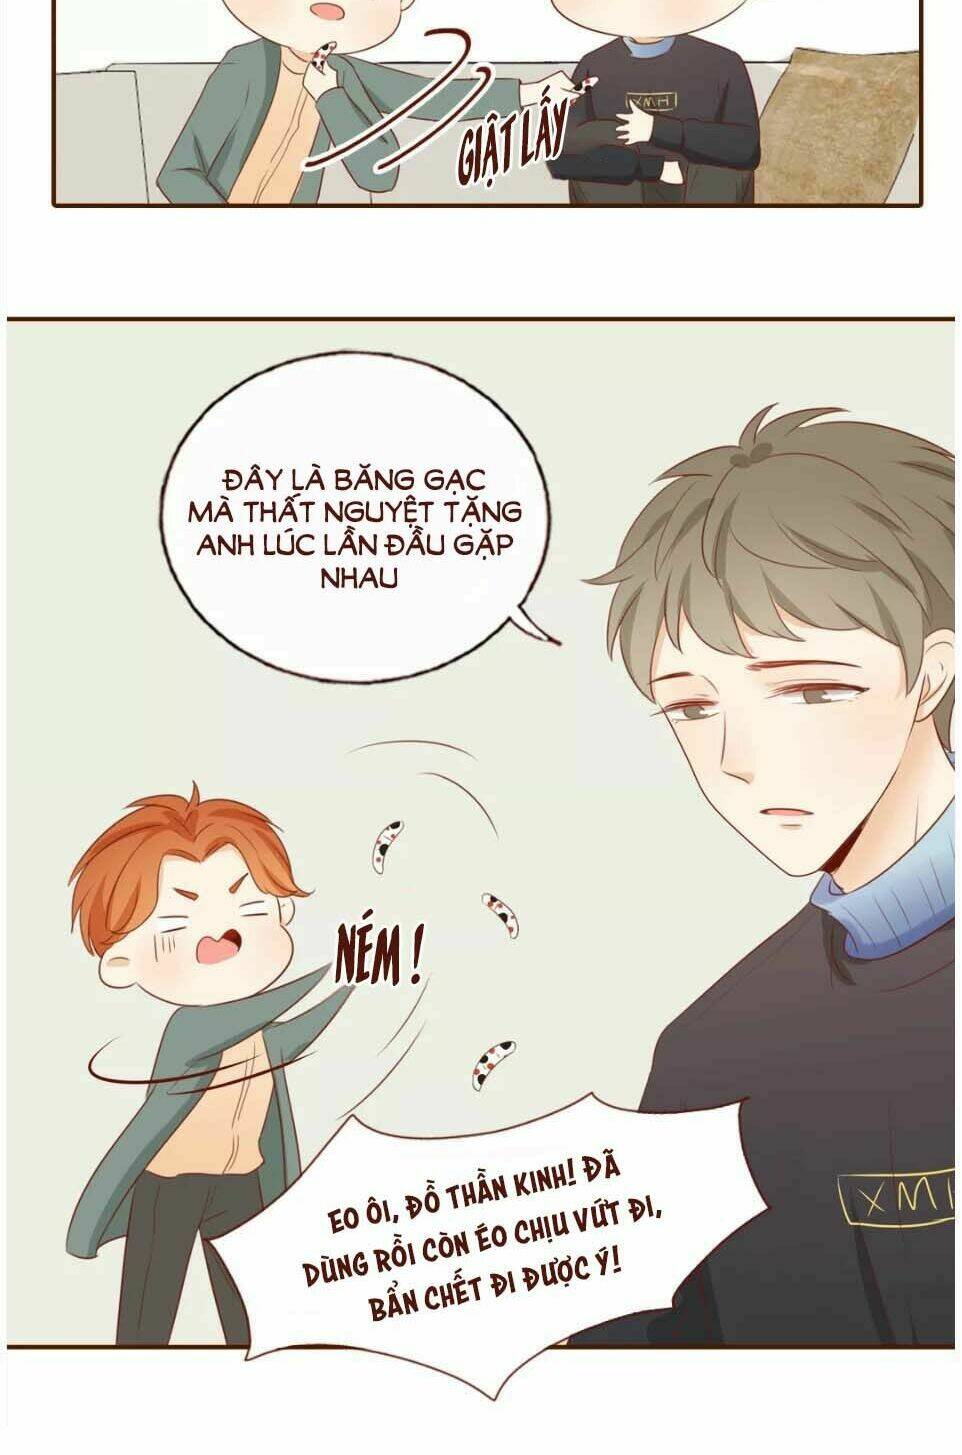 XMH
GIẬT LẤY
ĐÂY LÀ BĂNG GẠC
MÀ THẤT NGUYỆT TẶNG
ANH LÚC LẦN ĐẦU GẶP
NHAU
NÉM !
EO ÔI, ĐỒ THẦN KINH! ĐÃ
DÙNG RỒI CÒN ÉO CHỊU VỨT ĐI,
BẨN CHẾT ĐI ĐƯỢC Ý!
XMH